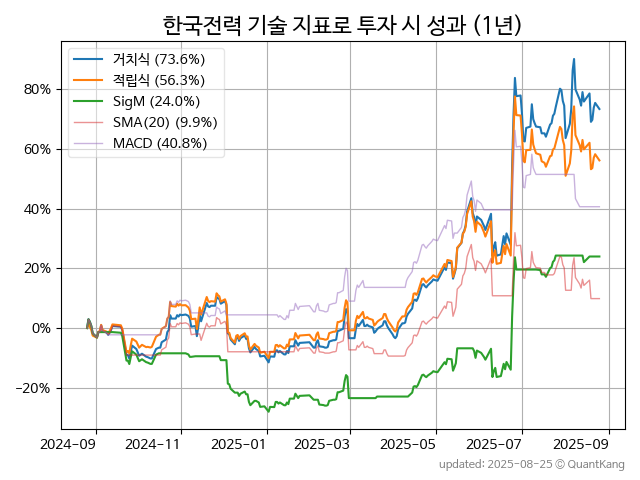 한국전력 기술 지표로 투자 시 성과 (1년)
거치식 (73.6%)
적립식 (56.3%)
SigM (24.0%)
SMA(20) (9.9%)
MACD (40.8%)
80%
60%
40%
20%
0%
−20%
2024-09 2024-11 2025-01 2025-03 2025-05 2025-07 2025-09
updated: 2025-08-25 © QuantKang